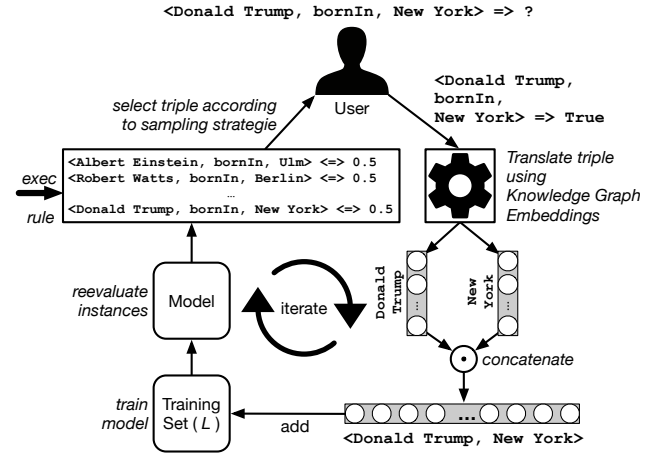 <Donald Trump, bornIn, New York> => ?
User
select triple according
to sampling strategie
<Donald Trump,
bornIn,
New York> => True
exec
rule
<Albert Einstein, bornIn, Ulm> <=> 0.5
<Robert Watts, bornIn, Berlin> <=> 0.5
...
<Donald Trump, bornIn, New York> <=> 0.5
Translate triple
using
Knowledge Graph
Embeddings
reevaluate
instances
Model
iterate
Donald
Trump
...
New
York
...
concatenate
train
model
Training
Set ( L )
add
...
<Donald Trump, New York>